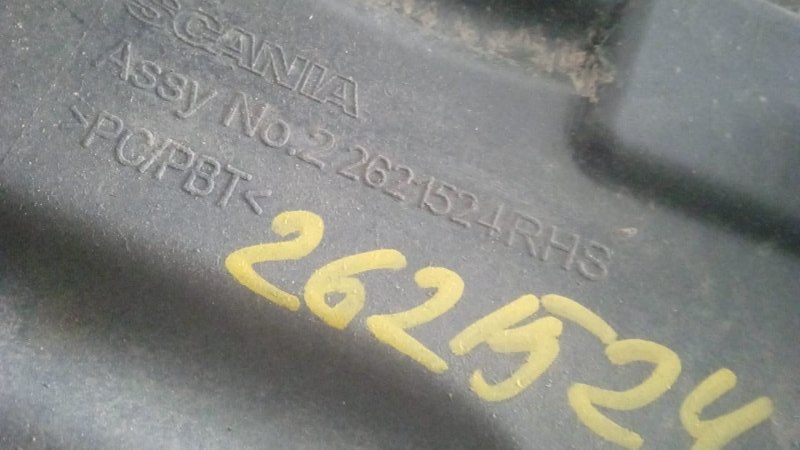 SCANIA
Assy No.2 2621524 RHS
>PC/PBT<
2621524